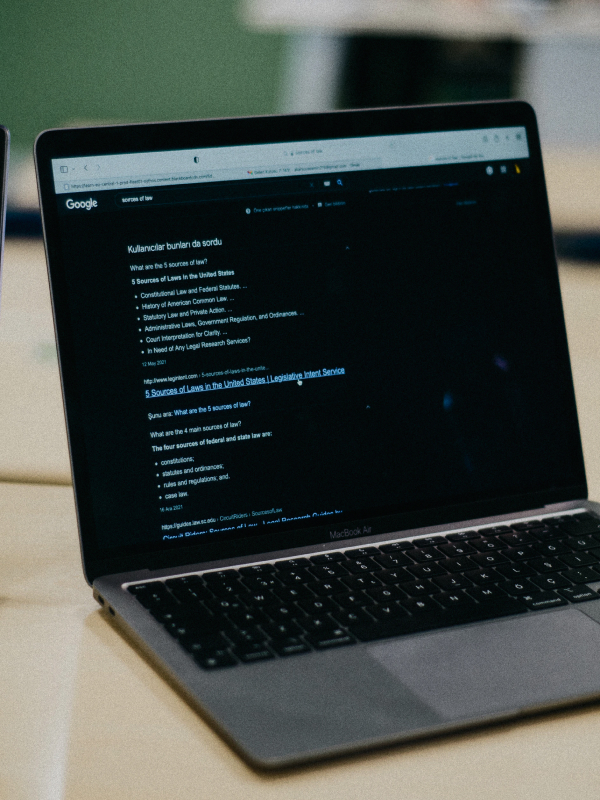 Google
sources of law
Kullanıcılar bunları da sordu
What are the 5 sources of law?
5 Sources of Laws in the United States
• Constitutional Law and Federal Statutes. ...
• History of American Common Law. ...
• Statutory Law and Private Action. ...
• Administrative Laws, Government Regulation, and Ordinances. ...
• Court Interpretation for Clarity. ...
• In Need of Any Legal Research Services?
12 May 2021
http://www.legintent.com › 5-sources-of-laws-in-the-unite...
5 Sources of Laws in the United States | Legislative Intent Service
Şunu ara: What are the 5 sources of law?
What are the 4 main sources of law?
The four sources of federal and state law are:
• constitutions;
• statutes and ordinances;
• rules and regulations; and.
• case law.
16 Ara 2021
https://guides.law.sc.edu › CircuitRiders › SourcesofLaw
Circuit Riders: Sources of Law - Legal Research Guides by
MacBook Air